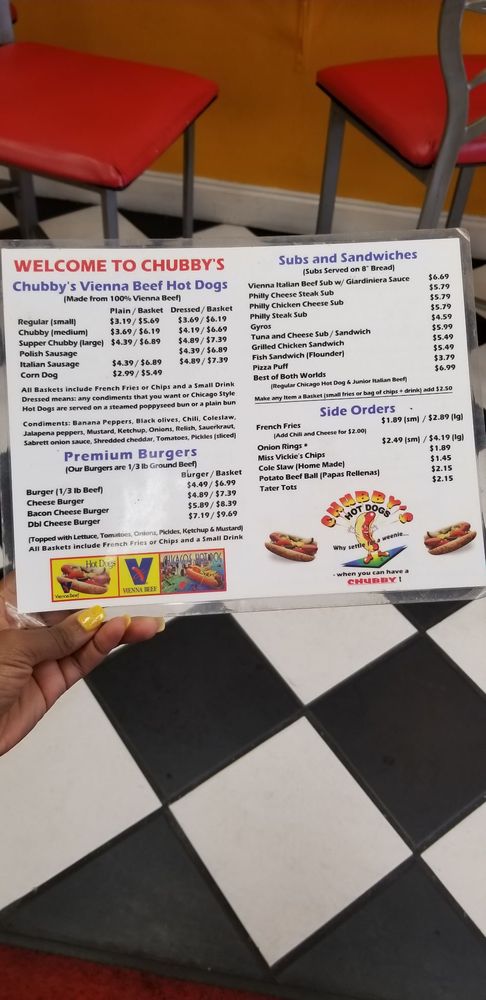 WELCOME TO CHUBBY'S
Chubby's Vienna Beef Hot Dogs
(Made from 100% Vienna Beef)
Plain / Basket Dressed / Basket
Regular (small) $3.19 / $5.69 $3.69 / $6.19
Chubby (medium) $3.69 / $6.19 $4.19 / $6.69
Supper Chubby (large) $4.39 / $6.89 $4.89 / $7.39
Polish Sausage $4.39 / $6.89
Italian Sausage $4.39 / $6.89 $4.89 / $7.39
Corn Dog $2.99 / $5.49
All Baskets include French Fries or Chips and a Small Drink
Dressed means: any condiments that you want or Chicago Style
Hot Dogs are served on a steamed poppyseed bun or a plain bun
Condiments: Banana Peppers, Black olives, Chili, Coleslaw,
Jalapena peppers, Mustard, Ketchup, Onions, Relish, Sauerkraut,
Sabrett onion sauce, Shredded cheddar, Tomatoes, Pickles (sliced)
Premium Burgers
(Our Burgers are 1/3 lb Ground Beef)
Burger / Basket
Burger (1/3 lb Beef) $4.49 / $6.99
Cheese Burger $4.89 / $7.39
Bacon Cheese Burger $5.89 / $8.39
Dbl Cheese Burger $7.19 / $9.69
(Topped with Lettuce, Tomatoes, Onions, Pickles, Ketchup & Mustard)
All Baskets include French Fries or Chips and a Small Drink
Hot Dogs
Vienna Beef
V
VIENNA BEEF
CHICAGO'S HOT DOG
Subs and Sandwiches
(Subs Served on 8" Bread)
Vienna Italian Beef Sub w/ Giardiniera Sauce $6.69
Philly Cheese Steak Sub $5.79
Philly Chicken Cheese Sub $5.79
Philly Steak Sub $5.79
Gyros $4.59
Tuna and Cheese Sub / Sandwich $5.99
Grilled Chicken Sandwich $5.49
Fish Sandwich (Flounder) $5.49
Pizza Puff $3.79
Best of Both Worlds $6.99
(Regular Chicago Hot Dog & Junior Italian Beef)
Make any Item a Basket (small fries or bag of chips + drink) add $2.50
Side Orders
French Fries $1.89 (sm) / $2.89 (lg)
(Add Chili and Cheese for $2.00)
Onion Rings * $2.49 (sm) / $4.19 (lg)
Miss Vickie's Chips $1.89
Cole Slaw (Home Made) $1.45
Potato Beef Ball (Papas Rellenas) $2.15
Tater Tots $2.15
CHUBBY'S
HOT DOGS
Why settle a weenie...
- when you can have a
CHUBBY !